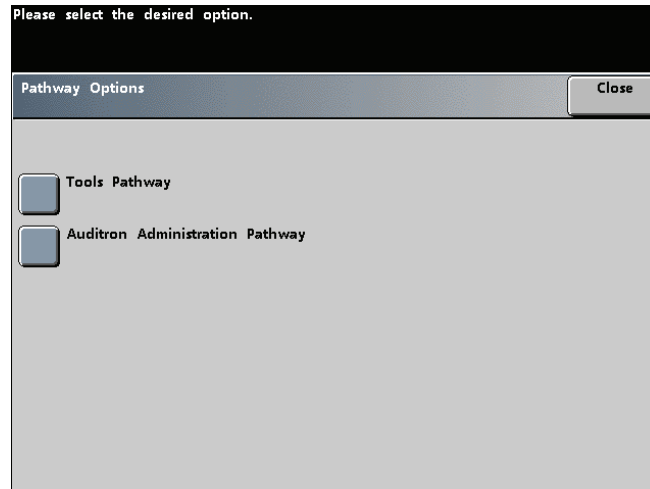 Please select the desired option.
Pathway Options
Close
Tools Pathway
Auditron Administration Pathway